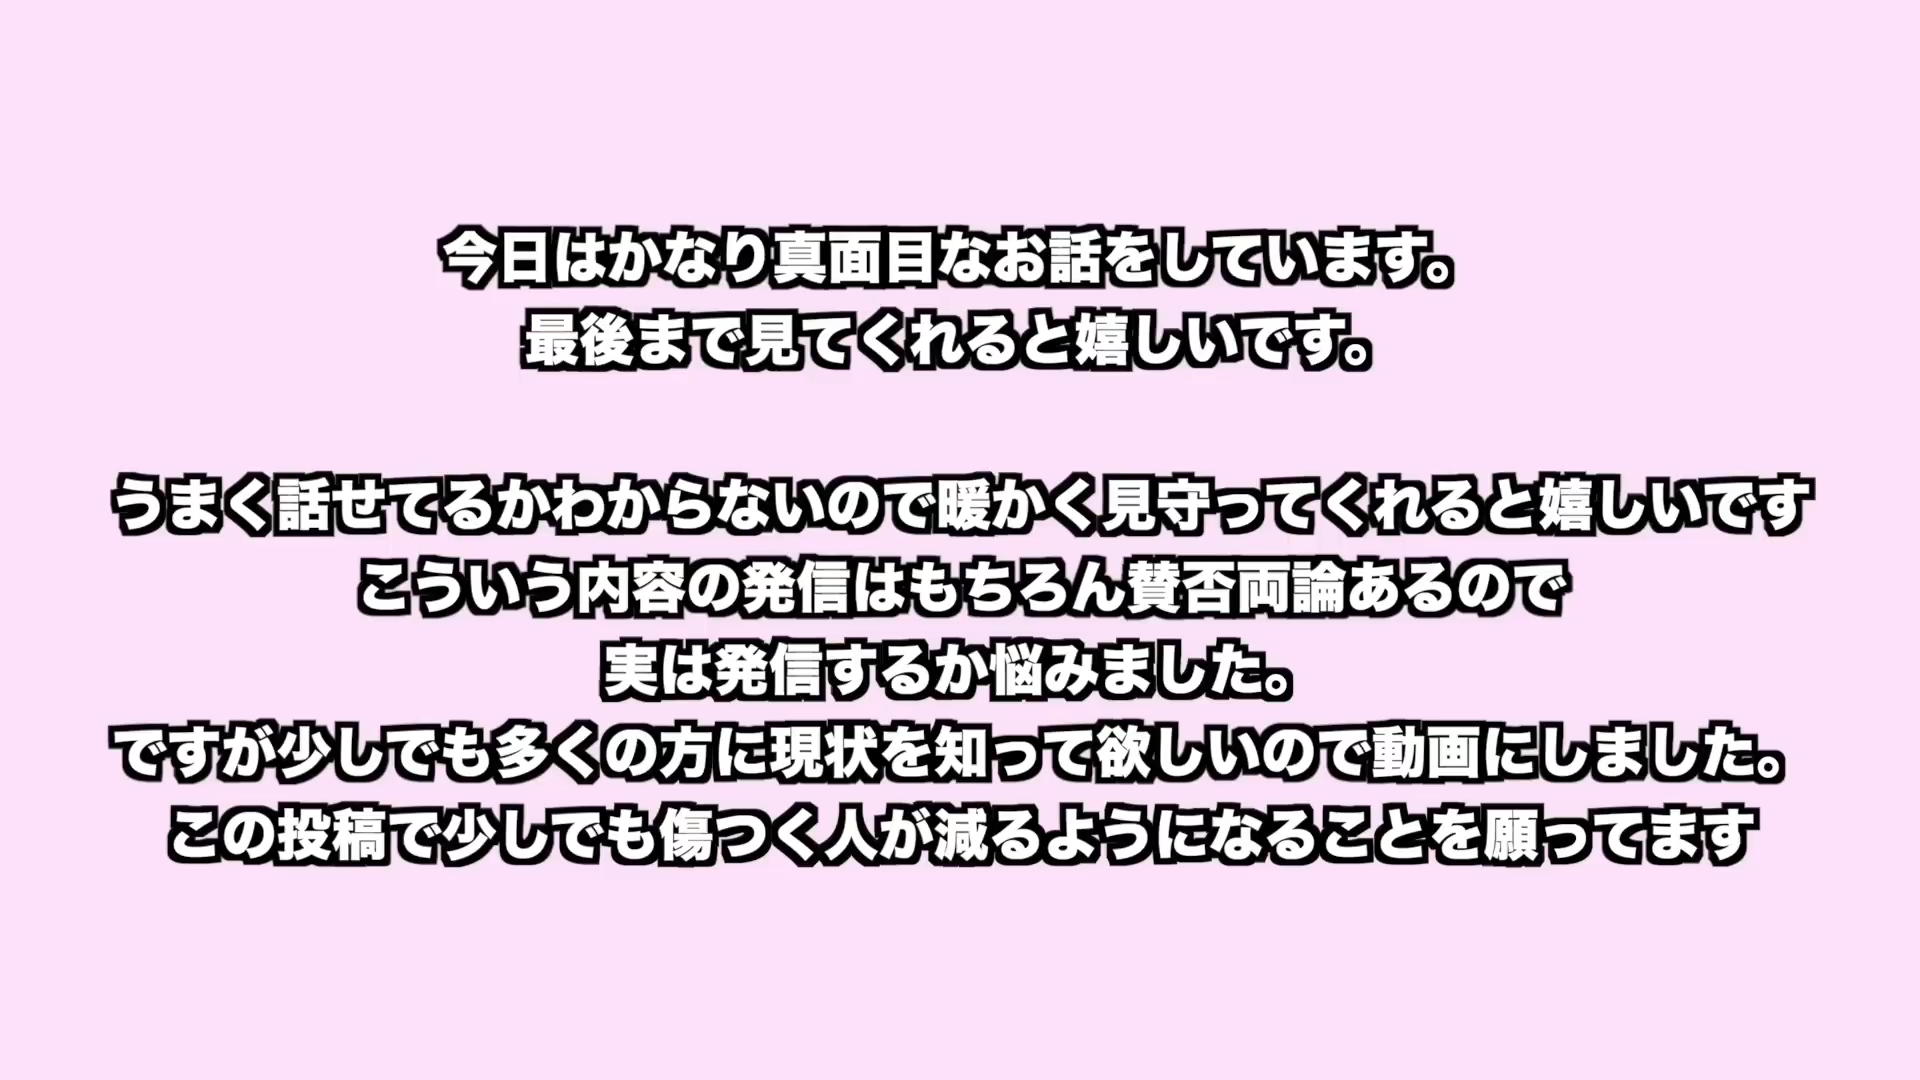 今日はかなり真面目なお話をしています。
最後まで見てくれると嬉しいです。
うまく話せてるかわからないので暖かく見守ってくれると嬉しいです
こういう内容の発信はもちろん賛否両論あるので
実は発信するか悩みました。
ですが少しでも多くの方に現状を知って欲しいので動画にしました。
この投稿で少しでも傷つく人が減るようになることを願ってます